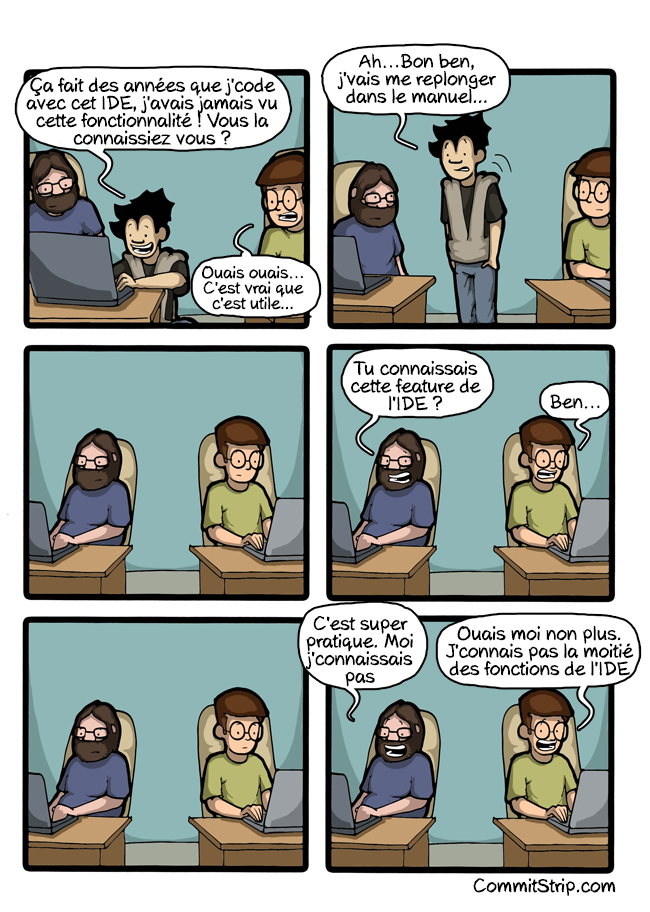 Ça fait des années que j'code
avec cet IDE, j'avais jamais vu
cette fonctionnalité ! Vous la
connaissiez vous ?
Ouais ouais...
C'est vrai que
c'est utile...
Ah...Bon ben,
j'vais me replonger
dans le manuel...
Tu connaissais
cette feature de
l'IDE ?
Ben...
C'est super
pratique. Moi
j'connaissais
pas
Ouais moi non plus.
J'connais pas la moitié
des fonctions de l'IDE
CommitStrip.com